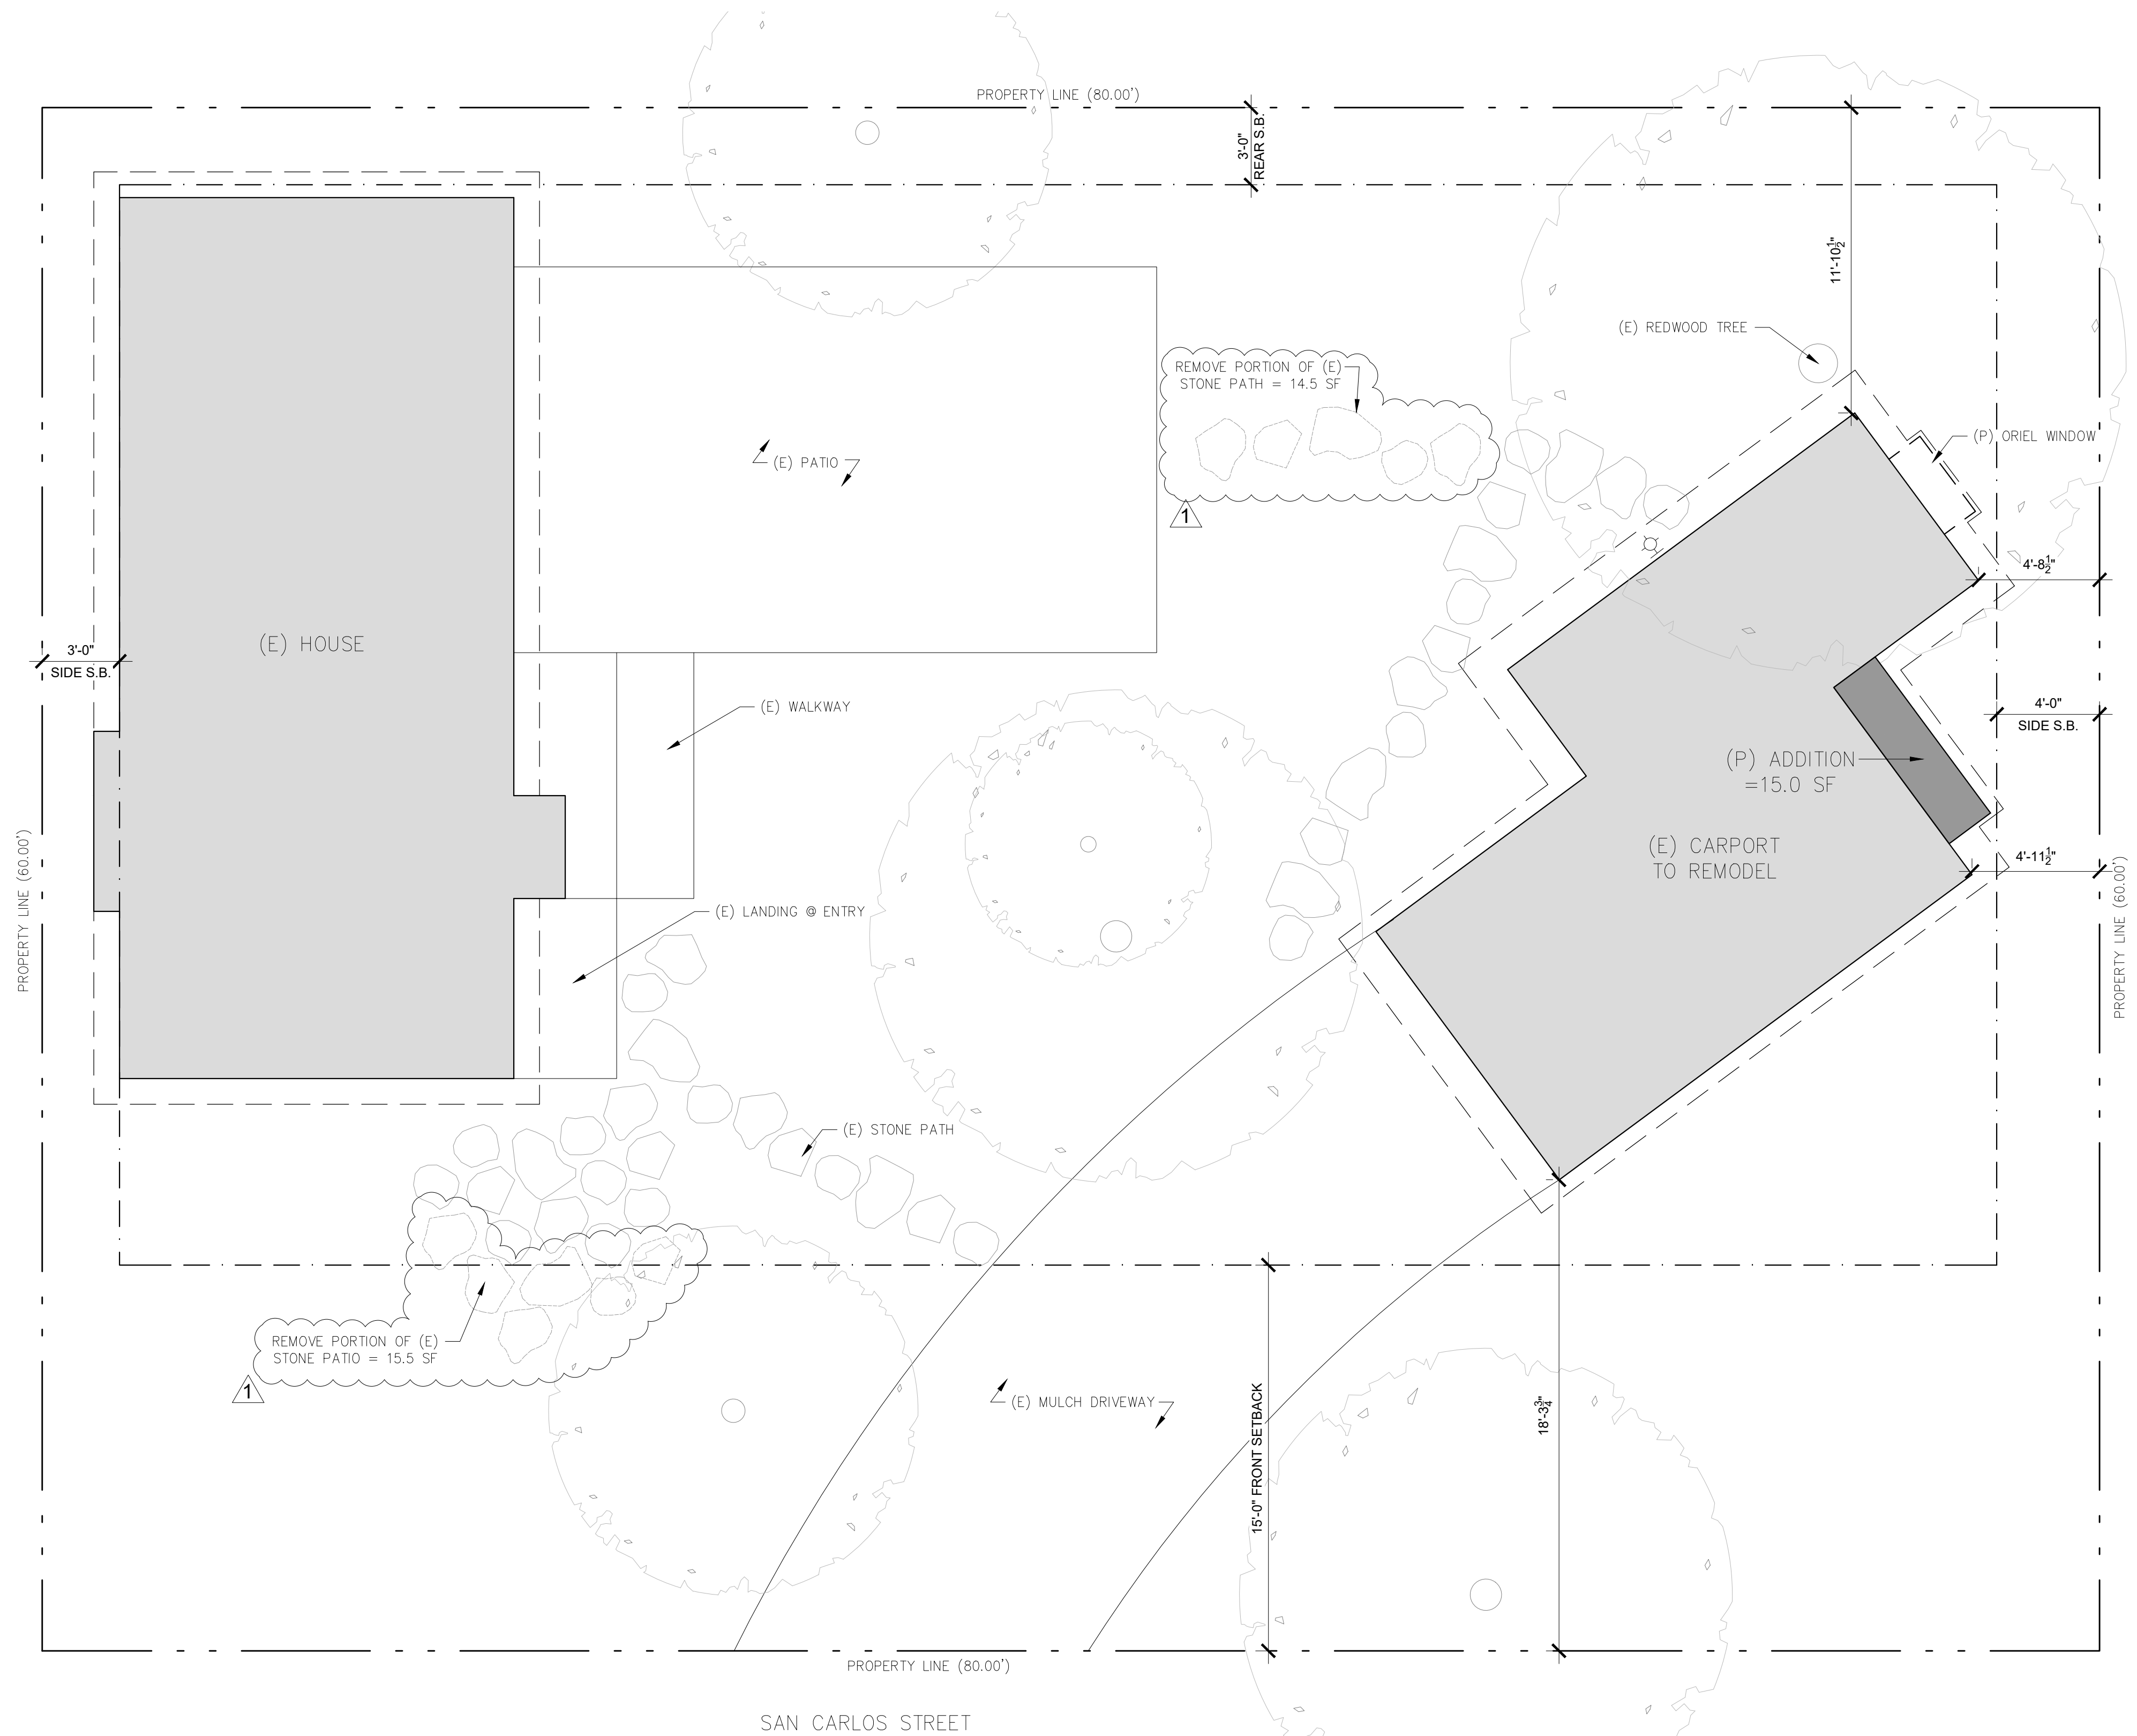 PROPERTY LINE (80.00')
3'-0"
REAR S.B.
11'-10½"
(E) REDWOOD TREE
REMOVE PORTION OF (E)
STONE PATH = 14.5 SF
1
(P) ORIEL WINDOW
(E) PATIO
4'-8½"
(E) HOUSE
3'-0"
SIDE S.B.
(E) WALKWAY
4'-0"
SIDE S.B.
(P) ADDITION
=15.0 SF
(E) CARPORT
TO REMODEL
4'-11½"
PROPERTY LINE (60.00')
PROPERTY LINE (60.00')
(E) LANDING @ ENTRY
(E) STONE PATH
REMOVE PORTION OF (E)
STONE PATIO = 15.5 SF
1
(E) MULCH DRIVEWAY
15'-0" FRONT SETBACK
18'-3¾"
PROPERTY LINE (80.00')
SAN CARLOS STREET